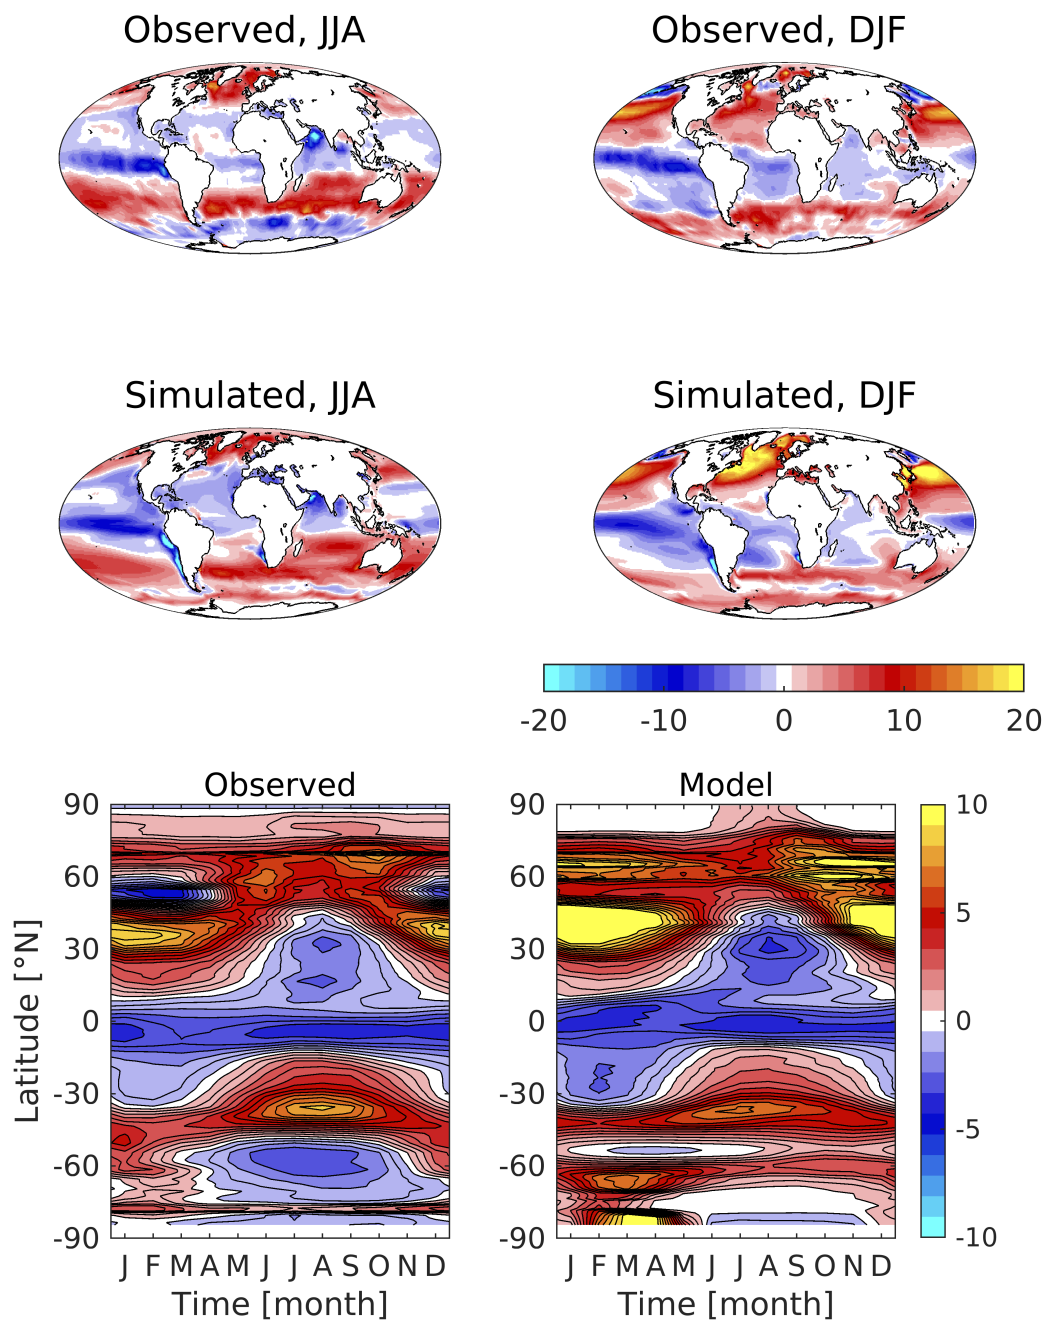 Observed, JJA
Observed, DJF
Simulated, JJA
Simulated, DJF
-20 -10 0 10 20
Observed
Model
90
60
30
0
-30
-60
-90
Latitude [°N]
J F M A M J J A S O N D
Time [month]
90
60
30
0
-30
-60
-90
J F M A M J J A S O N D
Time [month]
10
5
0
-5
-10